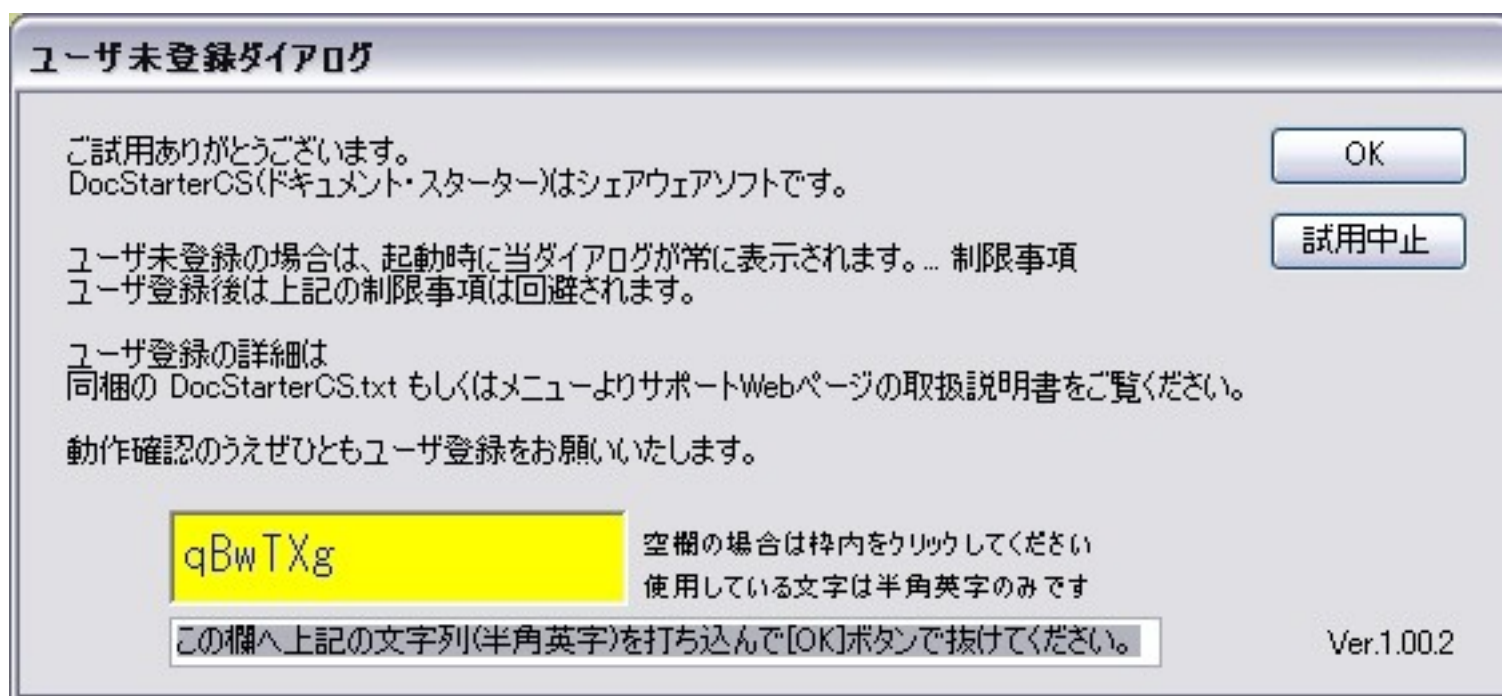 ユーザ未登録ダイアログ
ご試用ありがとうございます。
DocStarterCS(ドキュメント・スターター)はシェアウェアソフトです。
OK
試用中止
ユーザ未登録の場合は、起動時に当ダイアログが常に表示されます。... 制限事項
ユーザ登録後は上記の制限事項は回避されます。
ユーザ登録の詳細は
同梱の DocStarterCS.txt もしくはメニューよりサポートWebページの取扱説明書をご覧ください。
動作確認のうえぜひともユーザ登録をお願いいたします。
qBwTXg
空欄の場合は枠内をクリックしてください
使用している文字は半角英字のみです
この欄へ上記の文字列(半角英字)を打ち込んで[OK]ボタンで抜けてください。
Ver.1.00.2